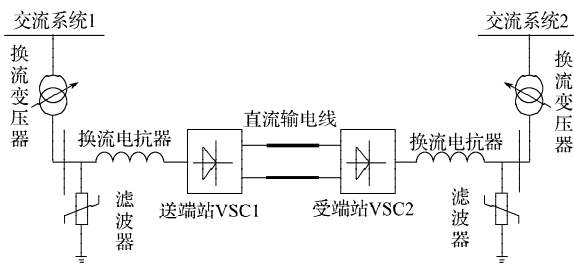 交流系统1
交流系统2
换流变压器
换流变压器
直流输电线
换流电抗器
换流电抗器
滤波器
送端站VSC1
受端站VSC2
滤波器